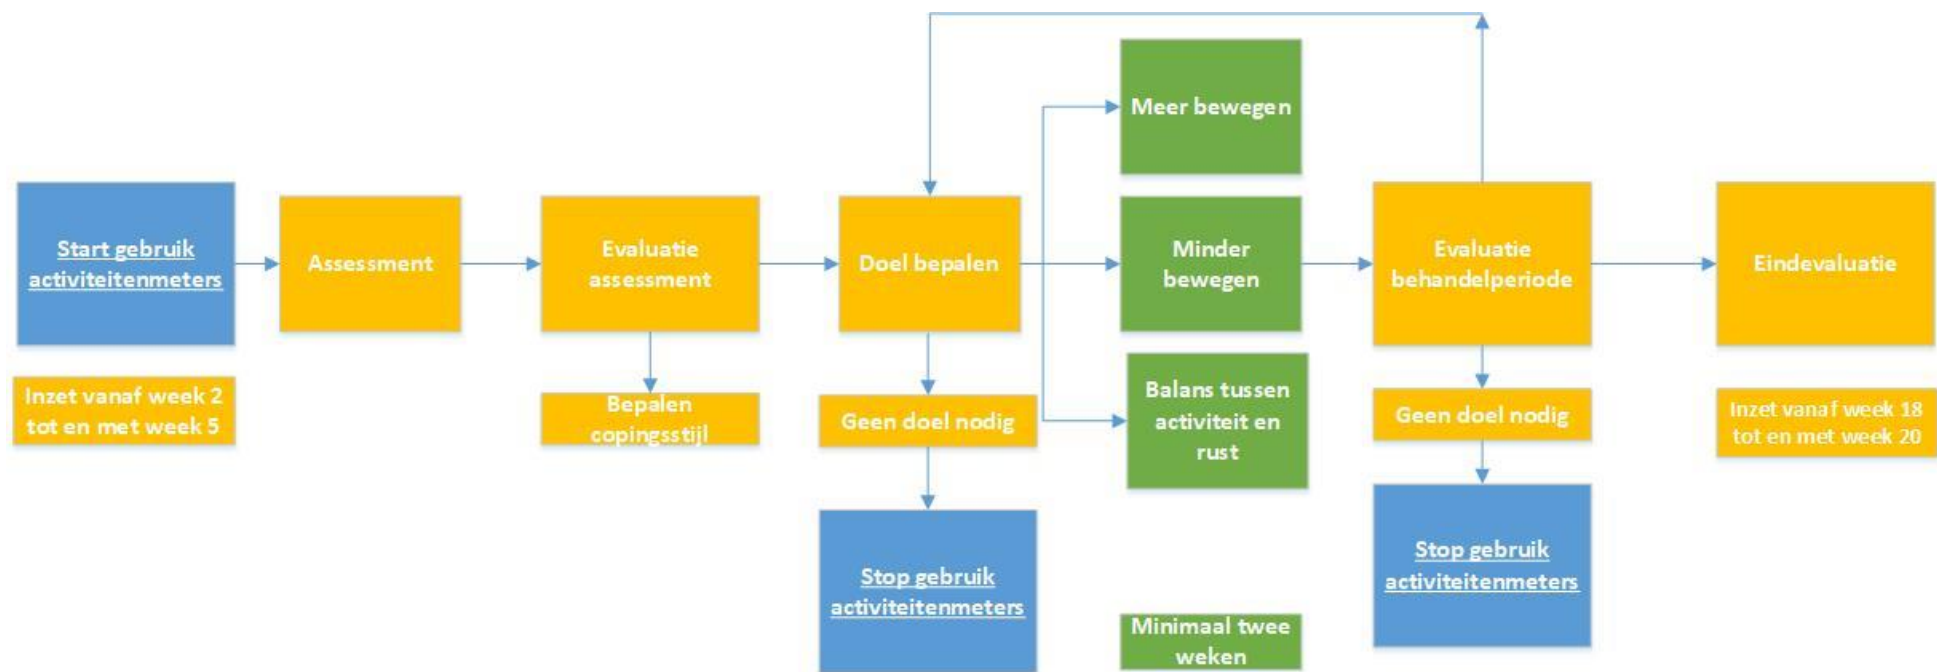 Start gebruik
activiteitenmeters
Inzet vanaf week 2
tot en met week 5
Assessment
Evaluatie
assessment
Bepalen
copingsstijl
Doel bepalen
Geen doel nodig
Stop gebruik
activiteitenmeters
Meer bewegen
Minder
bewegen
Balans tussen
activiteit en
rust
Minimaal twee
weken
Evaluatie
behandelperiode
Geen doel nodig
Stop gebruik
activiteitenmeters
Eindevaluatie
Inzet vanaf week 18
tot en met week 20